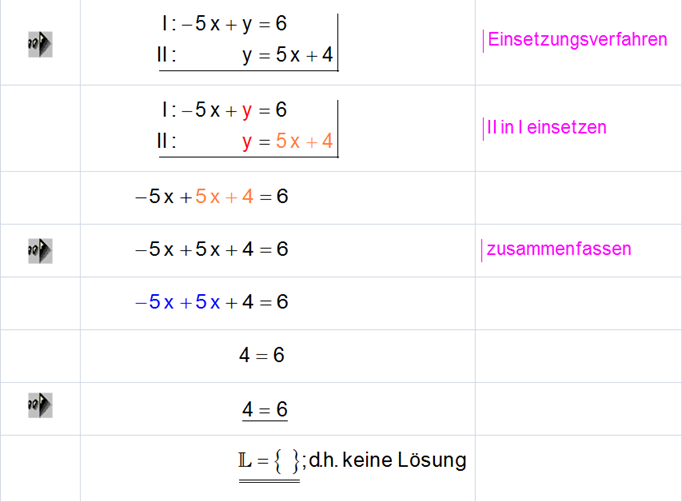 I: −5x + y = 6
|Einsetzungsverfahren
II: y = 5x + 4
I: −5x + y = 6
II: y = 5x + 4
|II in I einsetzen
−5x + 5x + 4 = 6
−5x + 5x + 4 = 6
|zusammenfassen
−5x + 5x + 4 = 6
4 = 6
4 = 6
𝕃 = { }; d.h. keine Lösung